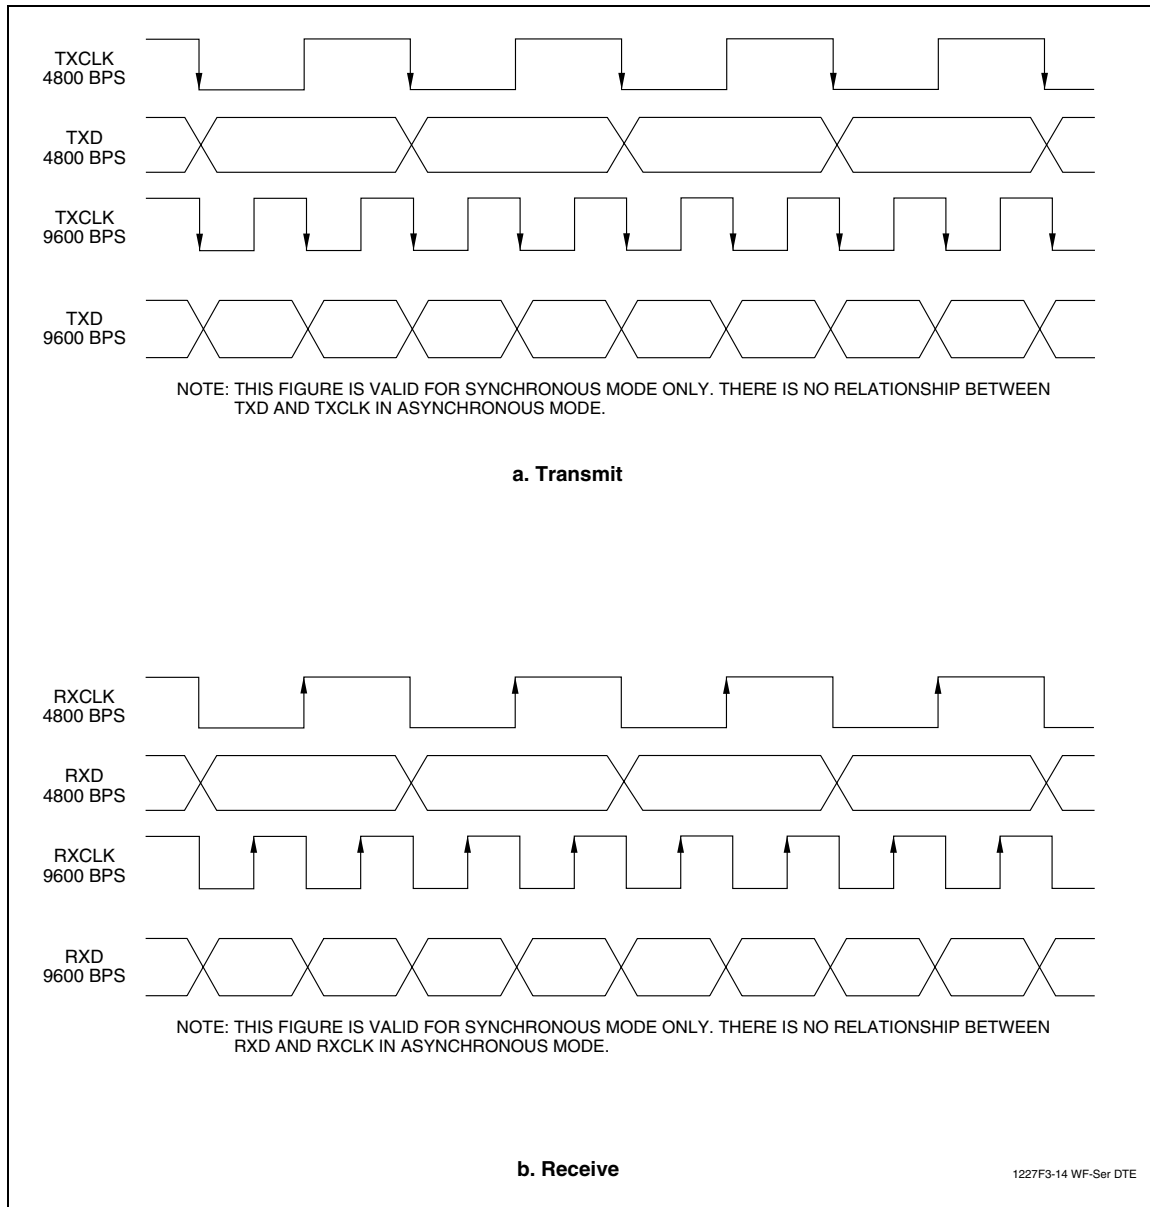 TXCLK
4800 BPS
TXD
4800 BPS
TXCLK
9600 BPS
TXD
9600 BPS
NOTE: THIS FIGURE IS VALID FOR SYNCHRONOUS MODE ONLY. THERE IS NO RELATIONSHIP BETWEEN
TXD AND TXCLK IN ASYNCHRONOUS MODE.
a. Transmit
RXCLK
4800 BPS
RXD
4800 BPS
RXCLK
9600 BPS
RXD
9600 BPS
NOTE: THIS FIGURE IS VALID FOR SYNCHRONOUS MODE ONLY. THERE IS NO RELATIONSHIP BETWEEN
RXD AND RXCLK IN ASYNCHRONOUS MODE.
b. Receive
1227F3-14 WF-Ser DTE